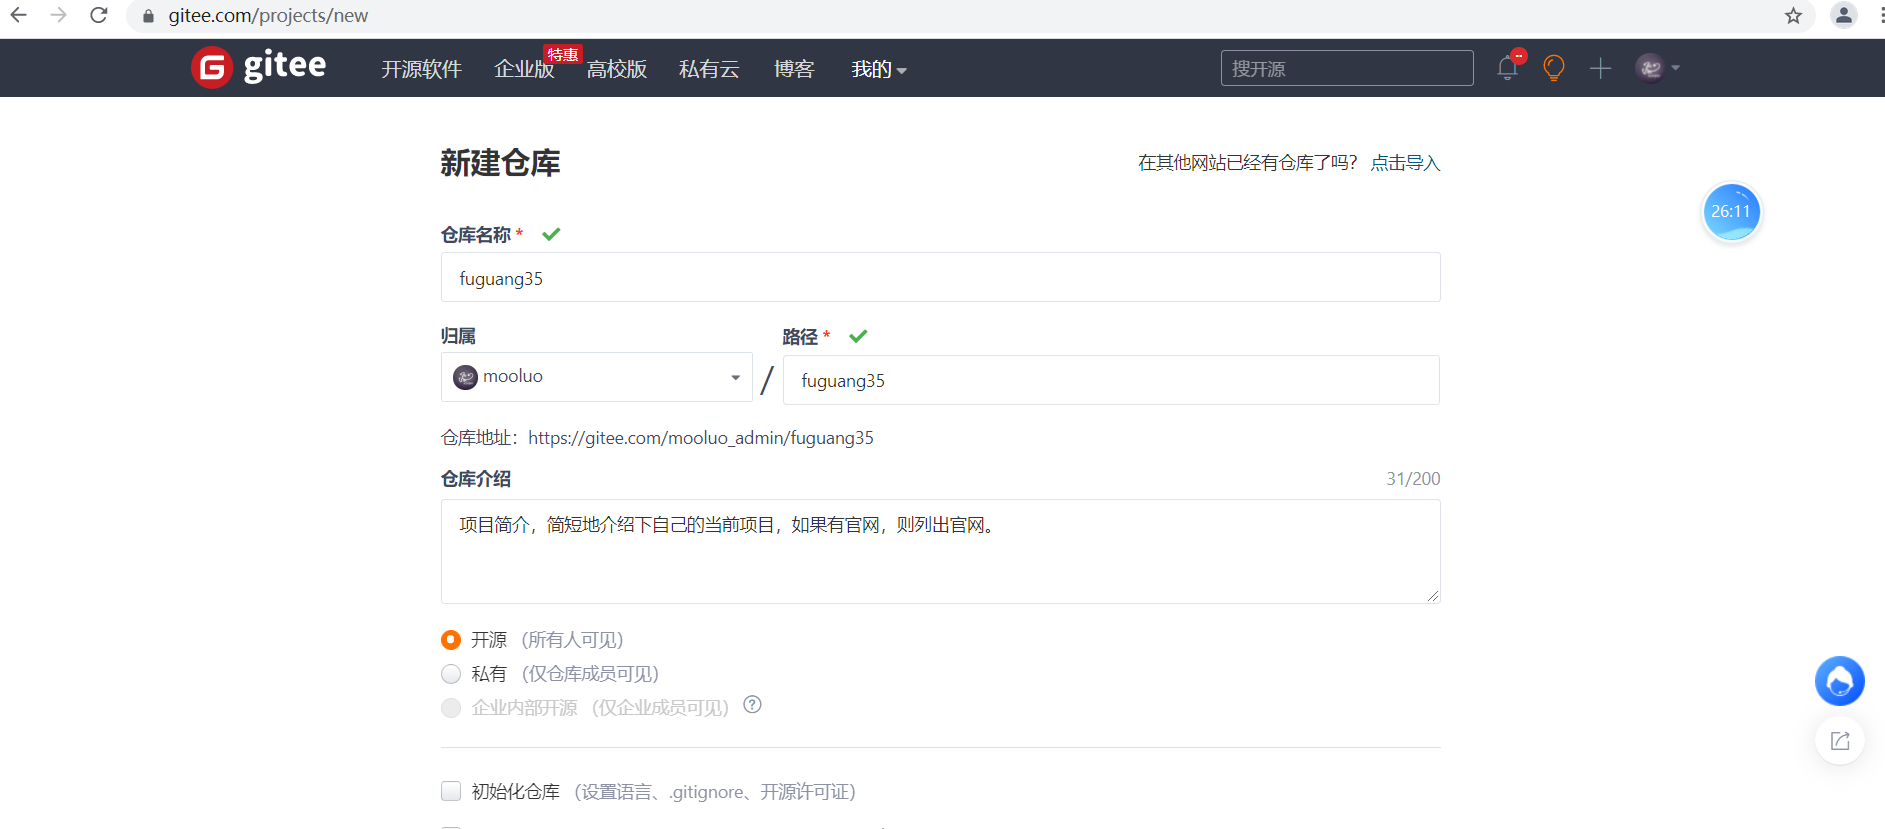 gitee.com/projects/new
gitee 开源软件 企业版 特惠 高校版 私有云 博客 我的 搜开源
新建仓库 在其他网站已经有仓库了吗？ 点击导入
26:11
仓库名称 *
fuguang35
归属 路径 *
mooluo / fuguang35
仓库地址：https://gitee.com/mooluo_admin/fuguang35
仓库介绍 31/200
项目简介，简短地介绍下自己的当前项目，如果有官网，则列出官网。
开源 （所有人可见）
私有 （仅仓库成员可见）
企业内部开源 （仅企业成员可见） ?
初始化仓库 （设置语言、.gitignore、开源许可证）